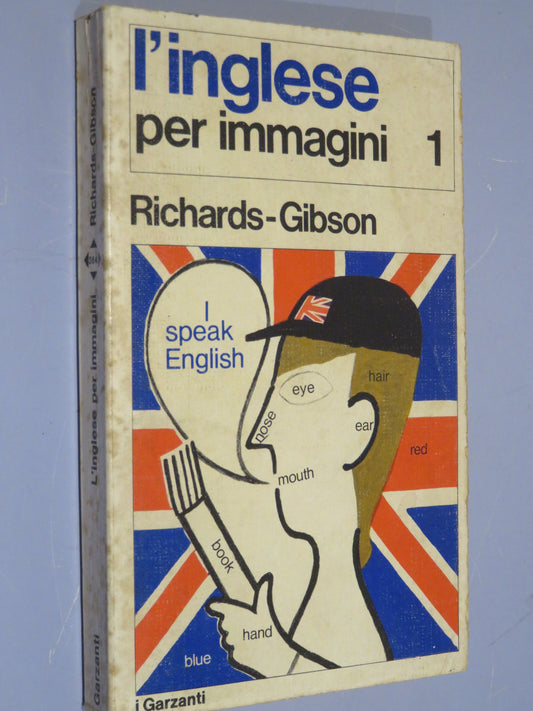 l'inglese
per immagini 1
Richards-Gibson
I
speak
English
eye
hair
nose
ear
red
mouth
book
hand
blue
i Garzanti
Garzanti L'inglese per immagini Richards-Gibson